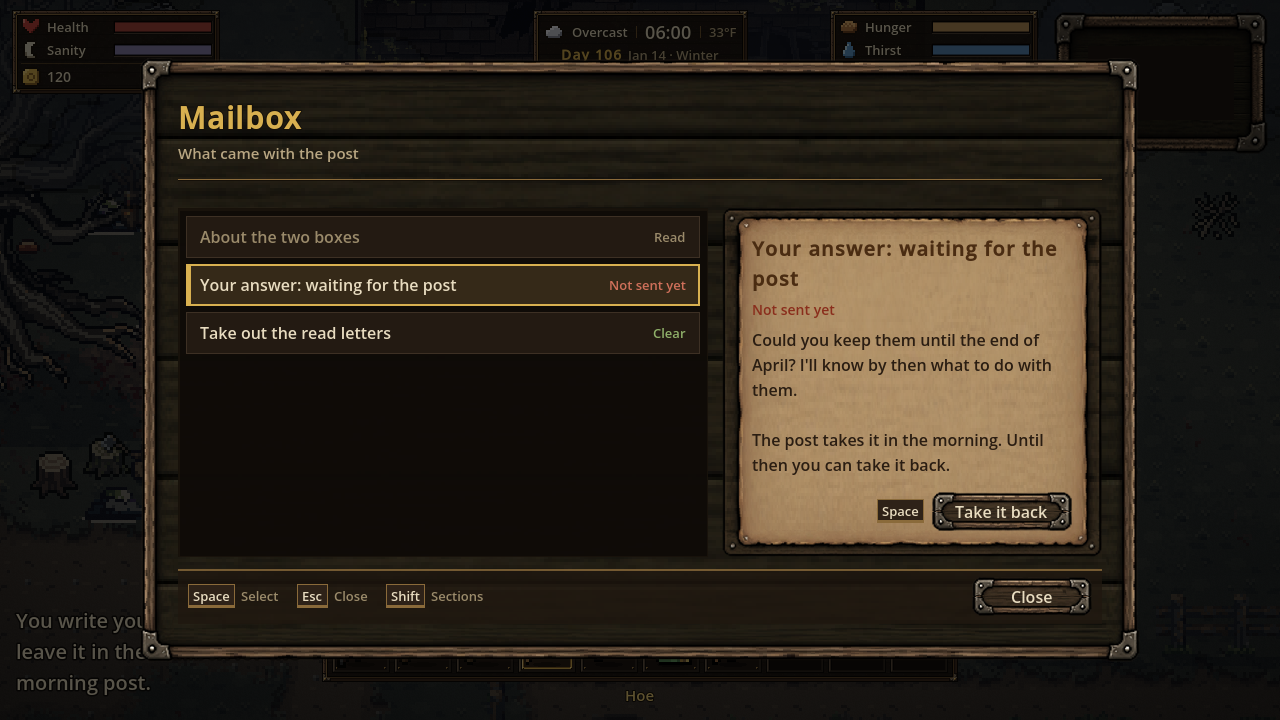 Health
Sanity
120
Overcast 06:00 33°F
Day 106 Jan 14 · Winter
Hunger
Thirst
Mailbox
What came with the post
About the two boxes Read
Your answer: waiting for the post Not sent yet
Take out the read letters Clear
Your answer: waiting for the
post
Not sent yet
Could you keep them until the end of
April? I'll know by then what to do with
them.
The post takes it in the morning. Until
then you can take it back.
Space Take it back
Space Select Esc Close Shift Sections
Close
You write you
leave it in the
morning post.
Hoe